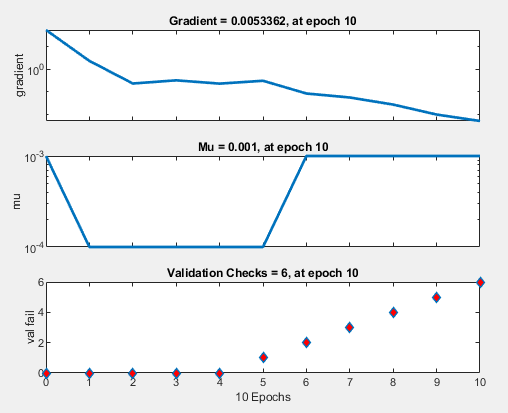 Gradient = 0.0053362, at epoch 10
gradient
10^0
Mu = 0.001, at epoch 10
mu
10^-3
10^-4
Validation Checks = 6, at epoch 10
val fail
6
4
2
0
0 1 2 3 4 5 6 7 8 9 10
10 Epochs